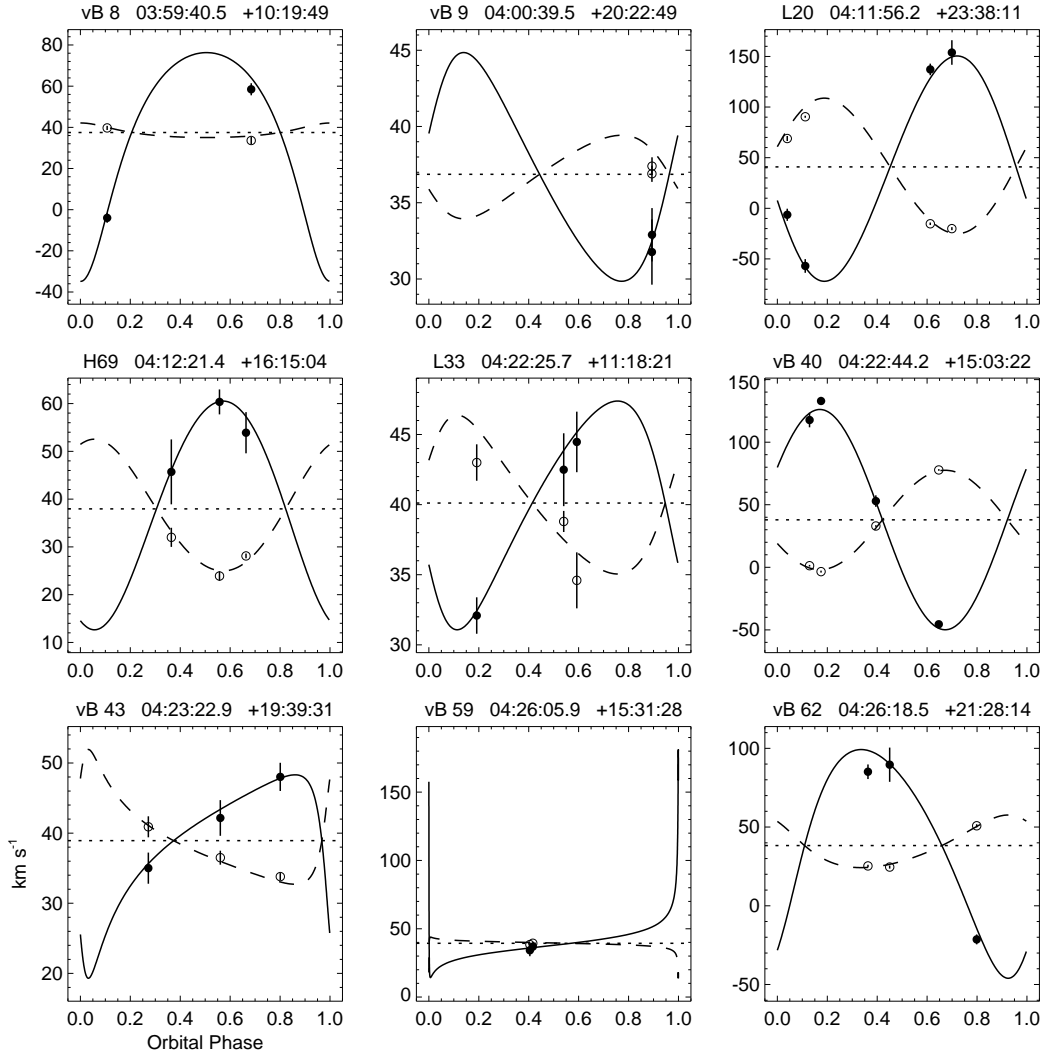 vB 8 03:59:40.5 +10:19:49
vB 9 04:00:39.5 +20:22:49
L20 04:11:56.2 +23:38:11
80
60
40
20
0
-20
-40
0.0 0.2 0.4 0.6 0.8 1.0
45
40
35
30
0.0 0.2 0.4 0.6 0.8 1.0
150
100
50
0
-50
0.0 0.2 0.4 0.6 0.8 1.0
H69 04:12:21.4 +16:15:04
L33 04:22:25.7 +11:18:21
vB 40 04:22:44.2 +15:03:22
60
50
40
30
20
10
0.0 0.2 0.4 0.6 0.8 1.0
45
40
35
30
0.0 0.2 0.4 0.6 0.8 1.0
150
100
50
0
-50
0.0 0.2 0.4 0.6 0.8 1.0
vB 43 04:23:22.9 +19:39:31
vB 59 04:26:05.9 +15:31:28
vB 62 04:26:18.5 +21:28:14
km s-1
50
40
30
20
0.0 0.2 0.4 0.6 0.8 1.0
Orbital Phase
200
150
100
50
0
0.0 0.2 0.4 0.6 0.8 1.0
100
50
0
-50
0.0 0.2 0.4 0.6 0.8 1.0